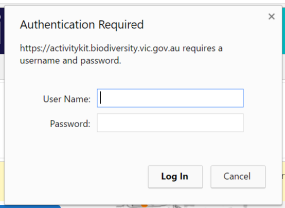 Authentication Required
https://activitykit.biodiversity.vic.gov.au requires a
username and password.
User Name:
Password:
Log In
Cancel